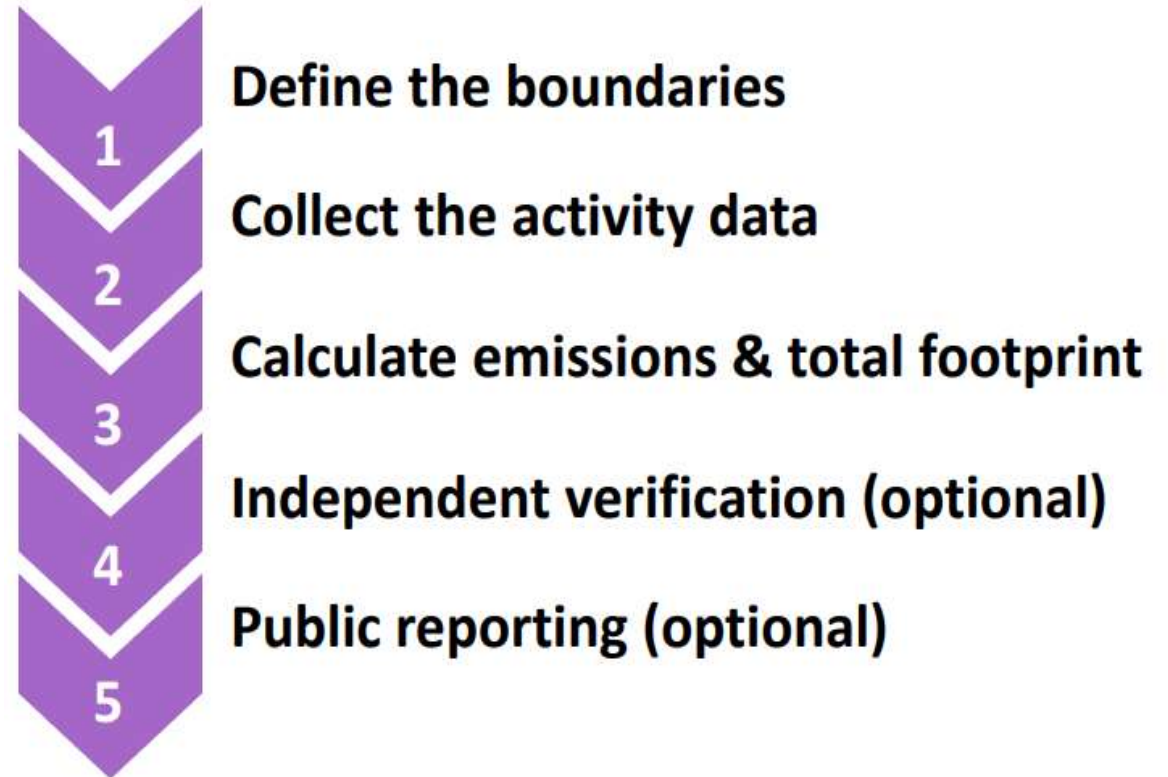 Define the boundaries
1
Collect the activity data
2
Calculate emissions & total footprint
3
Independent verification (optional)
4
Public reporting (optional)
5